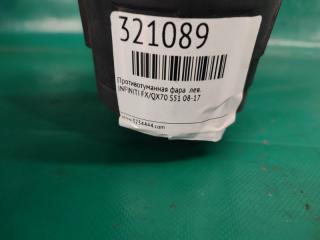 321089
Противотуманная фара лев.
INFINITI FX/QX70 S51 08-17